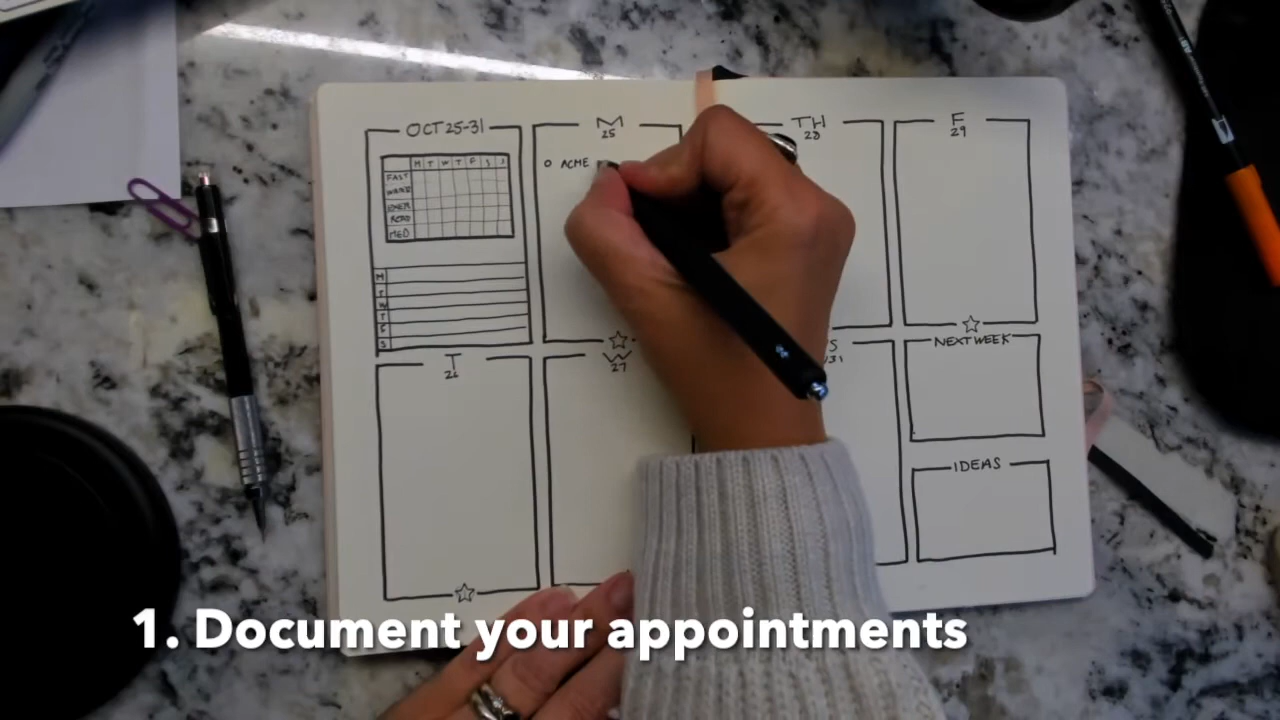 OCT 25-31
M T W T F S S
FAST
WATER
EXER
READ
MED
M
T
W
T
F
S
M
25
O ACME
TH
28
F
29
T
26
W
27
S
/31
NEXT WEEK
IDEAS
1. Document your appointments